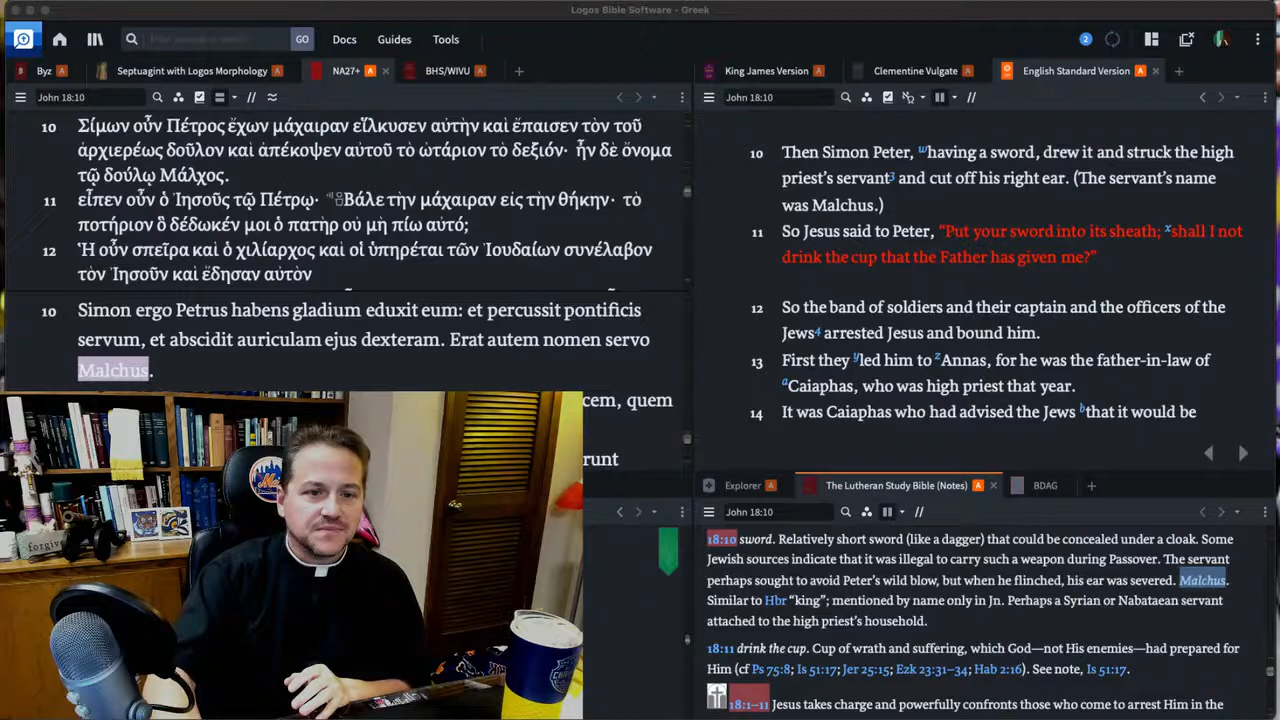 Logos Bible Software - Greek
GO
Docs
Guides
Tools
2
Byz A
Septuagint with Logos Morphology A
NA27+ A
BHS/WIVU A
John 18:10
10 Σίμων οὖν Πέτρος ἔχων μάχαιραν εἵλκυσεν αὐτὴν καὶ ἔπαισεν τὸν τοῦ
ἀρχιερέως δοῦλον καὶ ἀπέκοψεν αὐτοῦ τὸ ὠτάριον τὸ δεξιόν· ἦν δὲ ὄνομα
τῷ δούλῳ Μάλχος.
11 εἶπεν οὖν ὁ Ἰησοῦς τῷ Πέτρῳ· Βάλε τὴν μάχαιραν εἰς τὴν θήκην· τὸ
ποτήριον ὃ δέδωκέν μοι ὁ πατὴρ οὐ μὴ πίω αὐτό;
12 Ἡ οὖν σπεῖρα καὶ ὁ χιλίαρχος καὶ οἱ ὑπηρέται τῶν Ἰουδαίων συνέλαβον
τὸν Ἰησοῦν καὶ ἔδησαν αὐτὸν
10 Simon ergo Petrus habens gladium eduxit eum: et percussit pontificis
servum, et abscidit auriculam ejus dexteram. Erat autem nomen servo
Malchus.
cem, quem
runt
King James Version A
Clementine Vulgate A
English Standard Version A
John 18:10
10 Then Simon Peter, w having a sword, drew it and struck the high
priest’s servant3 and cut off his right ear. (The servant’s name
was Malchus.)
11 So Jesus said to Peter, “Put your sword into its sheath; x shall I not
drink the cup that the Father has given me?”
12 So the band of soldiers and their captain and the officers of the
Jews4 arrested Jesus and bound him.
13 First they y led him to z Annas, for he was the father-in-law of
a Caiaphas, who was high priest that year.
14 It was Caiaphas who had advised the Jews b that it would be
Explorer A
The Lutheran Study Bible (Notes) A
BDAG
John 18:10
18:10 sword. Relatively short sword (like a dagger) that could be concealed under a cloak. Some
Jewish sources indicate that it was illegal to carry such a weapon during Passover. The servant
perhaps sought to avoid Peter’s wild blow, but when he flinched, his ear was severed. Malchus.
Similar to Hbr “king”; mentioned by name only in Jn. Perhaps a Syrian or Nabataean servant
attached to the high priest’s household.
18:11 drink the cup. Cup of wrath and suffering, which God—not His enemies—had prepared for
Him (cf Ps 75:8; Is 51:17; Jer 25:15; Ezk 23:31–34; Hab 2:16). See note, Is 51:17.
18:1–11 Jesus takes charge and powerfully confronts those who come to arrest Him in the
forgive
Mets